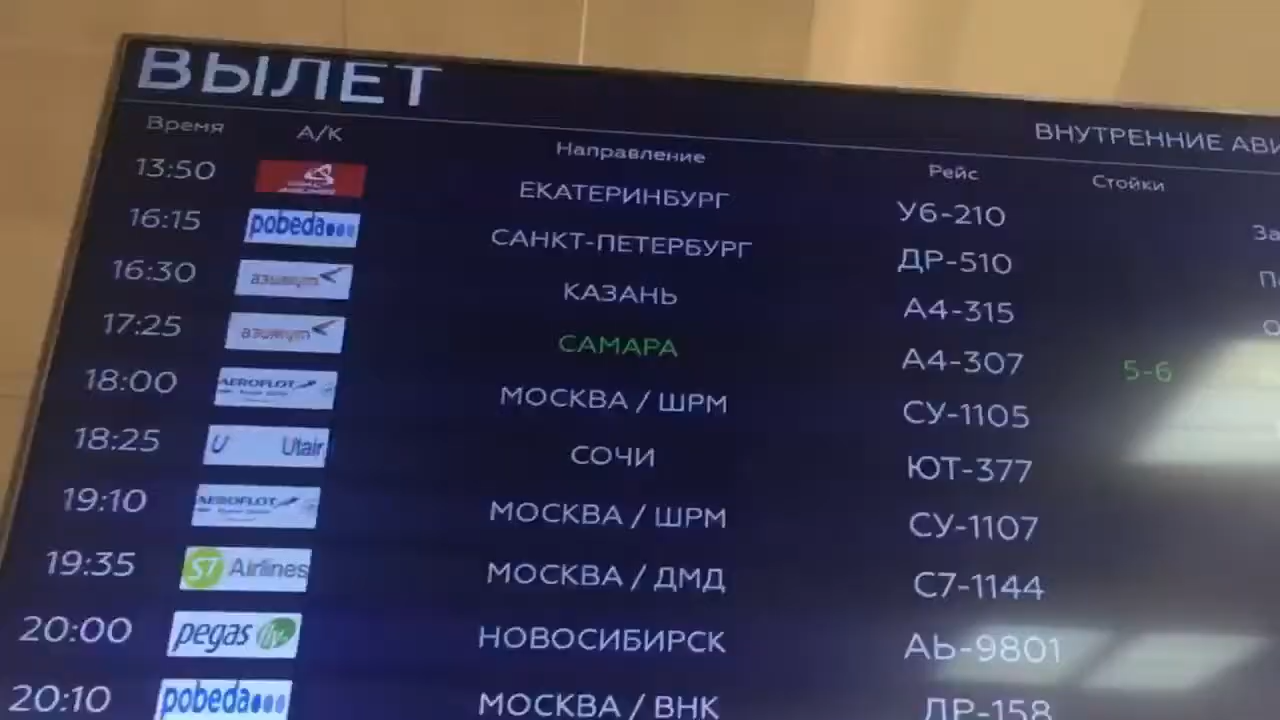 ВЫЛЕТ
ВНУТРЕННИЕ АВИ
Время А/К Направление Рейс Стойки
13:50 ЕКАТЕРИНБУРГ У6-210 За
16:15 pobeda САНКТ-ПЕТЕРБУРГ ДР-510
16:30 азимут КАЗАНЬ А4-315
17:25 азимут САМАРА А4-307 5-6
18:00 AEROFLOT МОСКВА / ШРМ СУ-1105
18:25 Utair СОЧИ ЮТ-377
19:10 AEROFLOT МОСКВА / ШРМ СУ-1107
19:35 S7 Airlines МОСКВА / ДМД С7-1144
20:00 pegas fly НОВОСИБИРСК АЬ-9801
20:10 pobeda МОСКВА / ВНК ДР-158